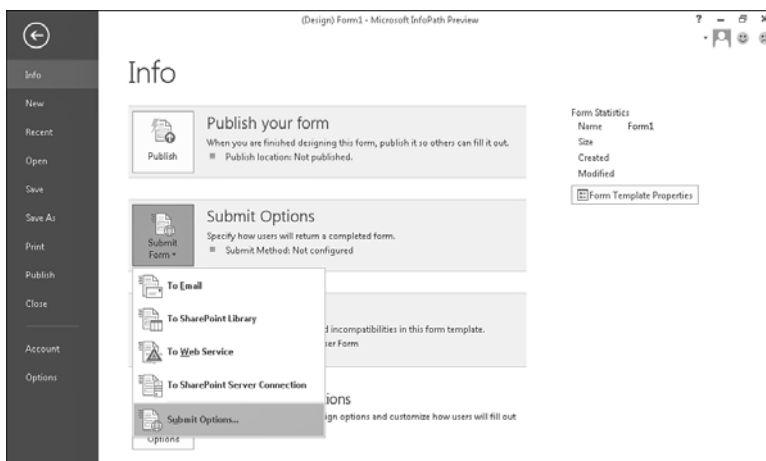 (Design) Form1 - Microsoft InfoPath Preview
?
Info
New
Recent
Open
Save
Save As
Print
Publish
Close
Account
Options
Info
Publish
Publish your form
When you are finished designing this form, publish it so others can fill it out.
Publish location: Not published.
Submit
Form
Submit Options
Specify how users will return a completed form.
Submit Method: Not configured
To Email
To SharePoint Library
To Web Service
To SharePoint Server Connection
Submit Options...
d incompatibilities in this form template.
ser Form
ions
ign options and customize how users will fill out
Options
Form Statistics
Name Form1
Size
Created
Modified
Form Template Properties